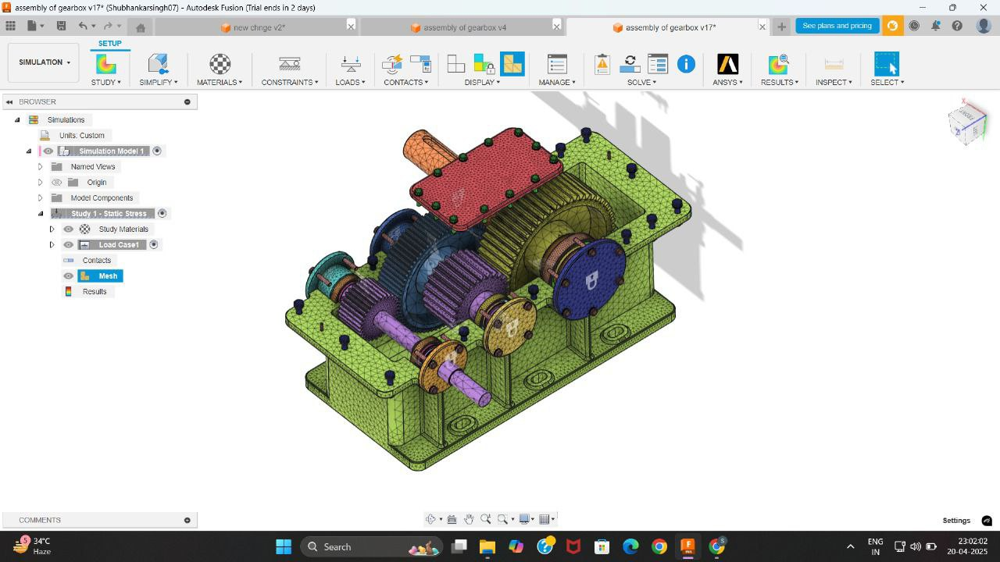 assembly of gearbox v17* (Shubhankarsingh07) - Autodesk Fusion (Trial ends in 2 days)
new chnge v2*
assembly of gearbox v4
assembly of gearbox v17*
See plans and pricing
SETUP
SIMULATION
STUDY
SIMPLIFY
MATERIALS
CONSTRAINTS
LOADS
CONTACTS
DISPLAY
MANAGE
SOLVE
ANSYS
RESULTS
INSPECT
SELECT
BROWSER
Simulations
Units: Custom
Simulation Model 1
Named Views
Origin
Model Components
Study 1 - Static Stress
Study Materials
Load Case1
Contacts
Mesh
Results
X
Z
COMMENTS
Settings
5
34°C
Haze
Search
F
FUS
S
ENG
IN
23:02:02
20-04-2025